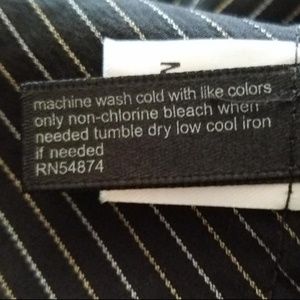 machine wash cold with like colors
only non-chlorine bleach when
needed tumble dry low cool iron
if needed
RN54874